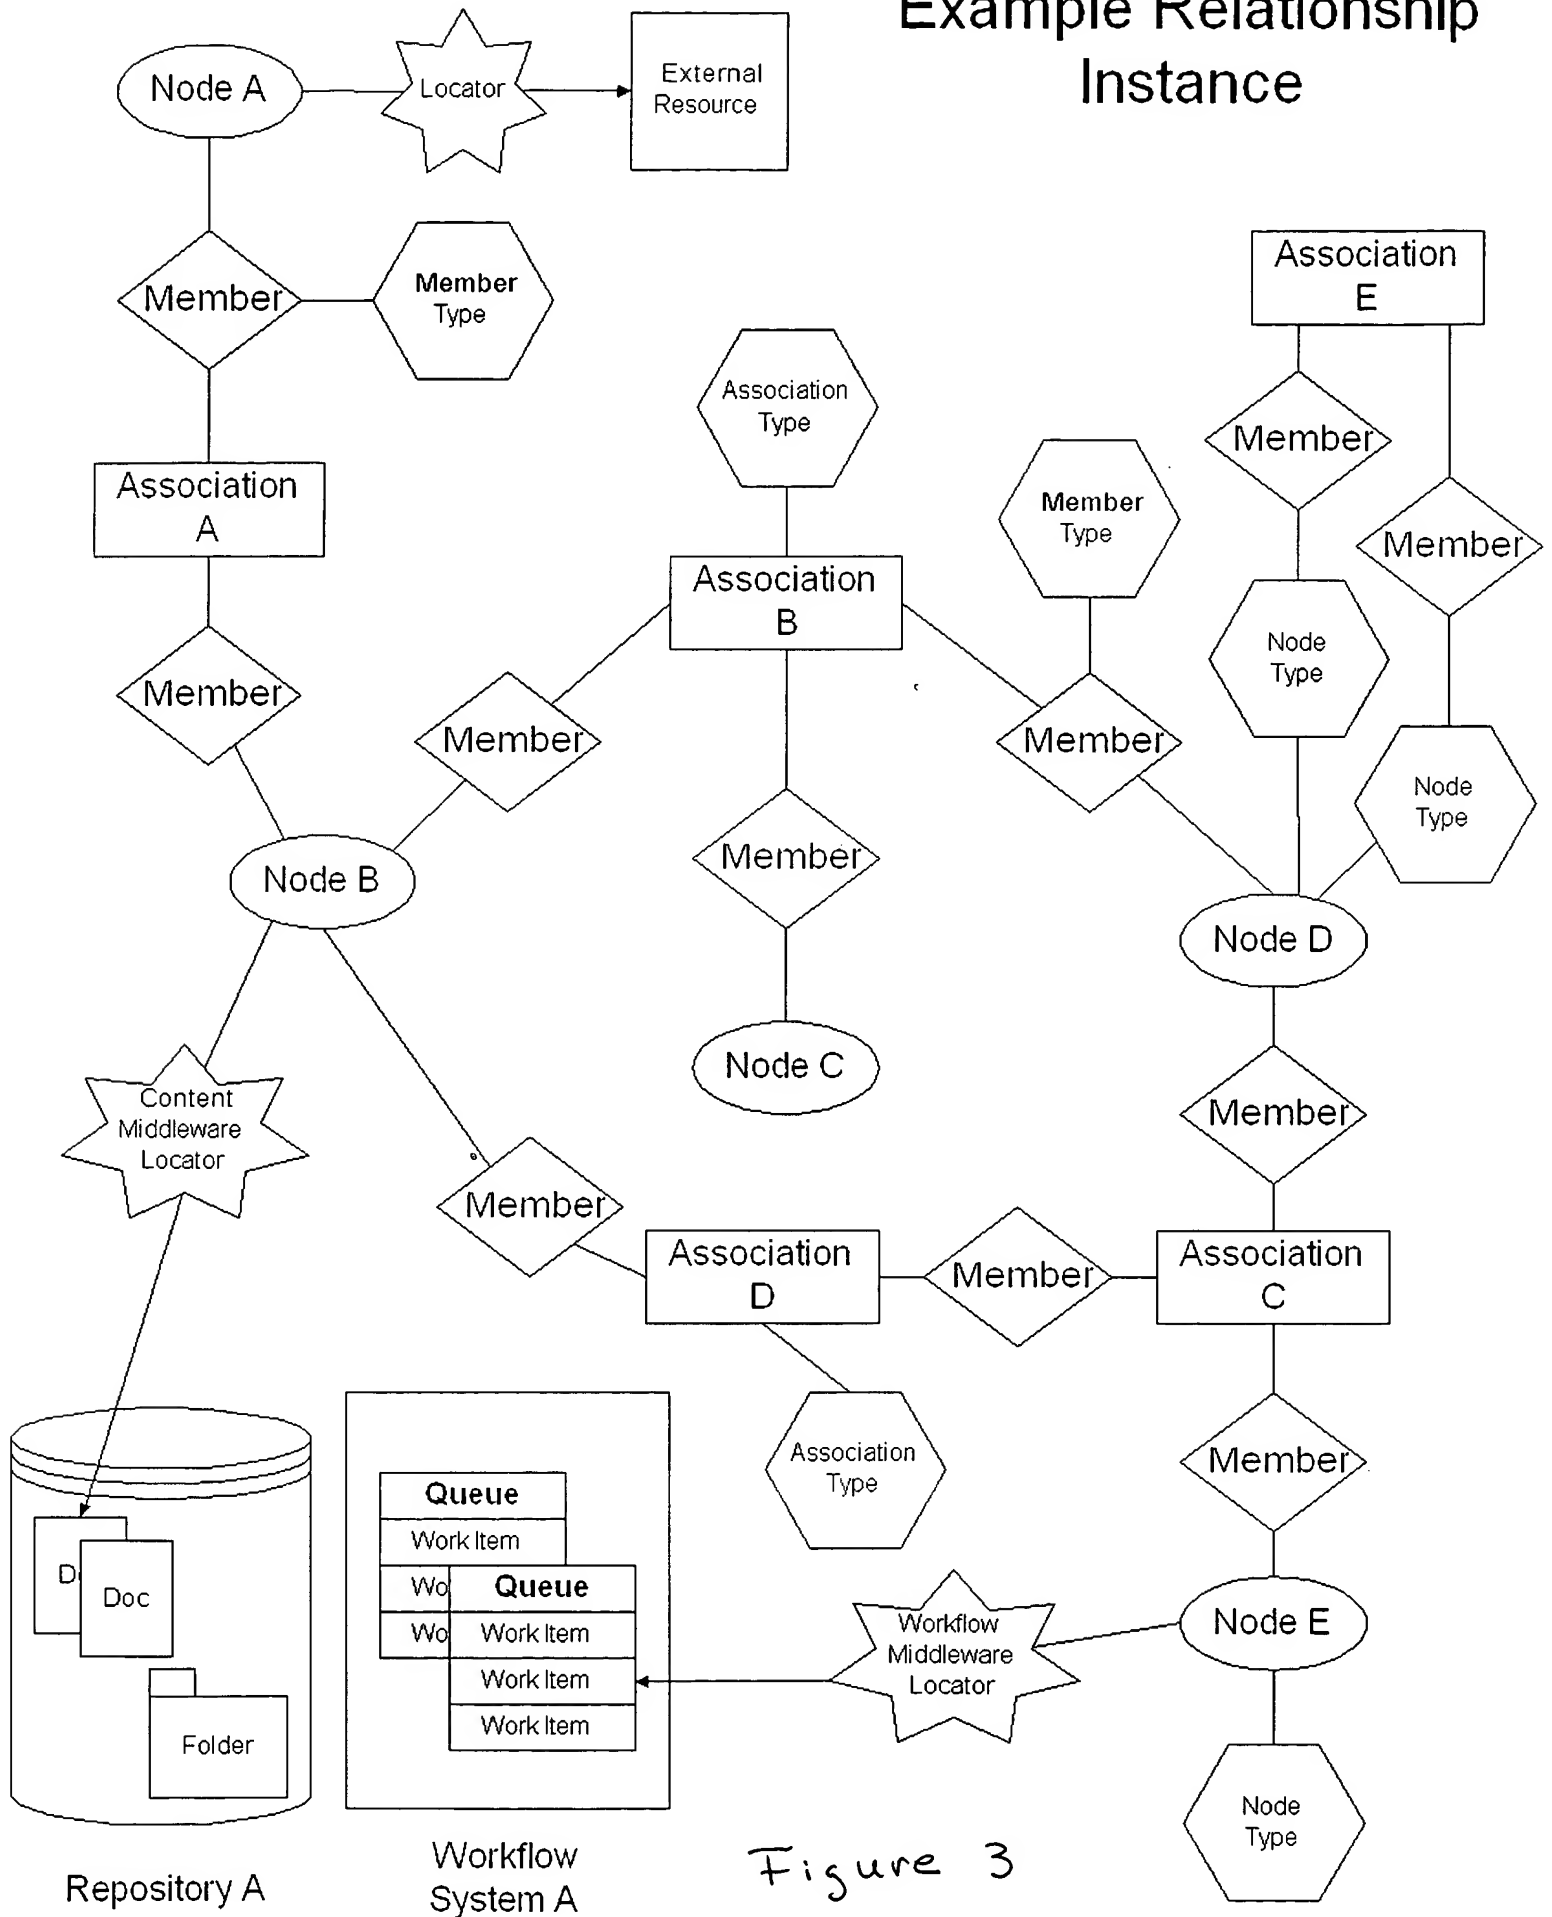 Example Relationship
Instance
Node A
Locator
External
Resource
Member
Member
Type
Association
E
Association
Type
Member
Association
A
Member
Type
Member
Association
B
Node
Type
Member
Member
Member
Node
Type
Member
Node B
Node D
Node C
Content
Middleware
Locator
Member
Member
Association
D
Member
Association
C
Association
Type
Member
Queue
Work Item
Wo
Wo
Queue
Work Item
Work Item
Work Item
D
Doc
Folder
Workflow
Middleware
Locator
Node E
Node
Type
Repository A
Workflow
System A
Figure 3